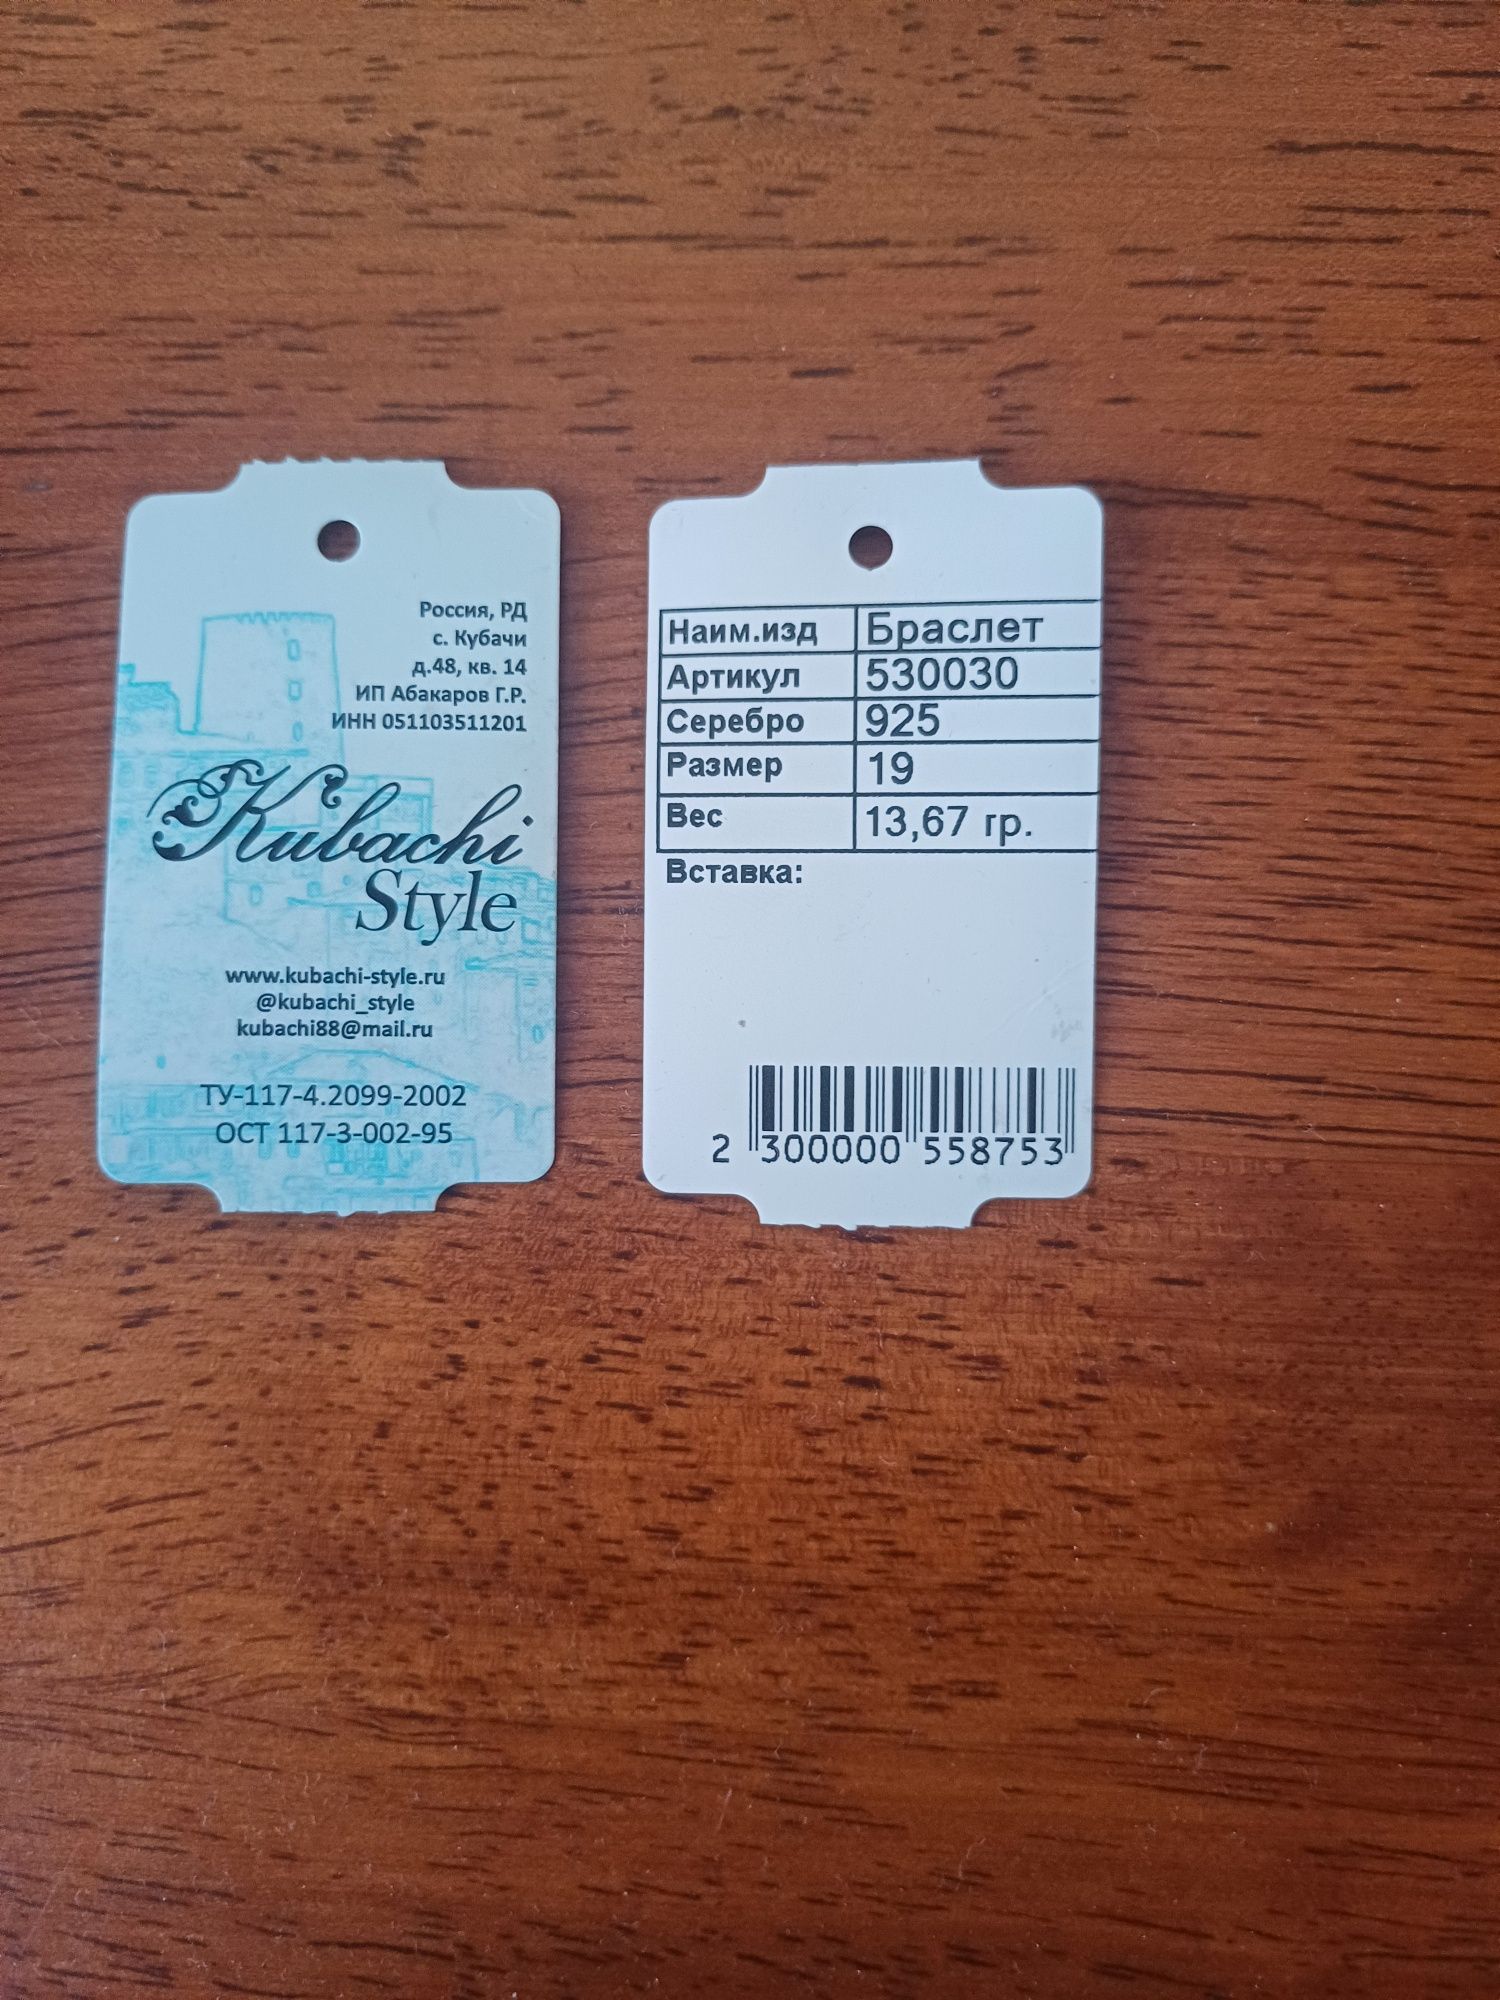 Россия, РД
с. Кубачи
д.48, кв. 14
ИП Абакаров Г.Р.
ИНН 051103511201
Kubachi
Style
www.kubachi-style.ru
@kubachi_style
kubachi88@mail.ru
ТУ-117-4.2099-2002
ОСТ 117-3-002-95
Наим.изд Браслет
Артикул 530030
Серебро 925
Размер 19
Вес 13,67 гр.
Вставка:
2 300000 558753